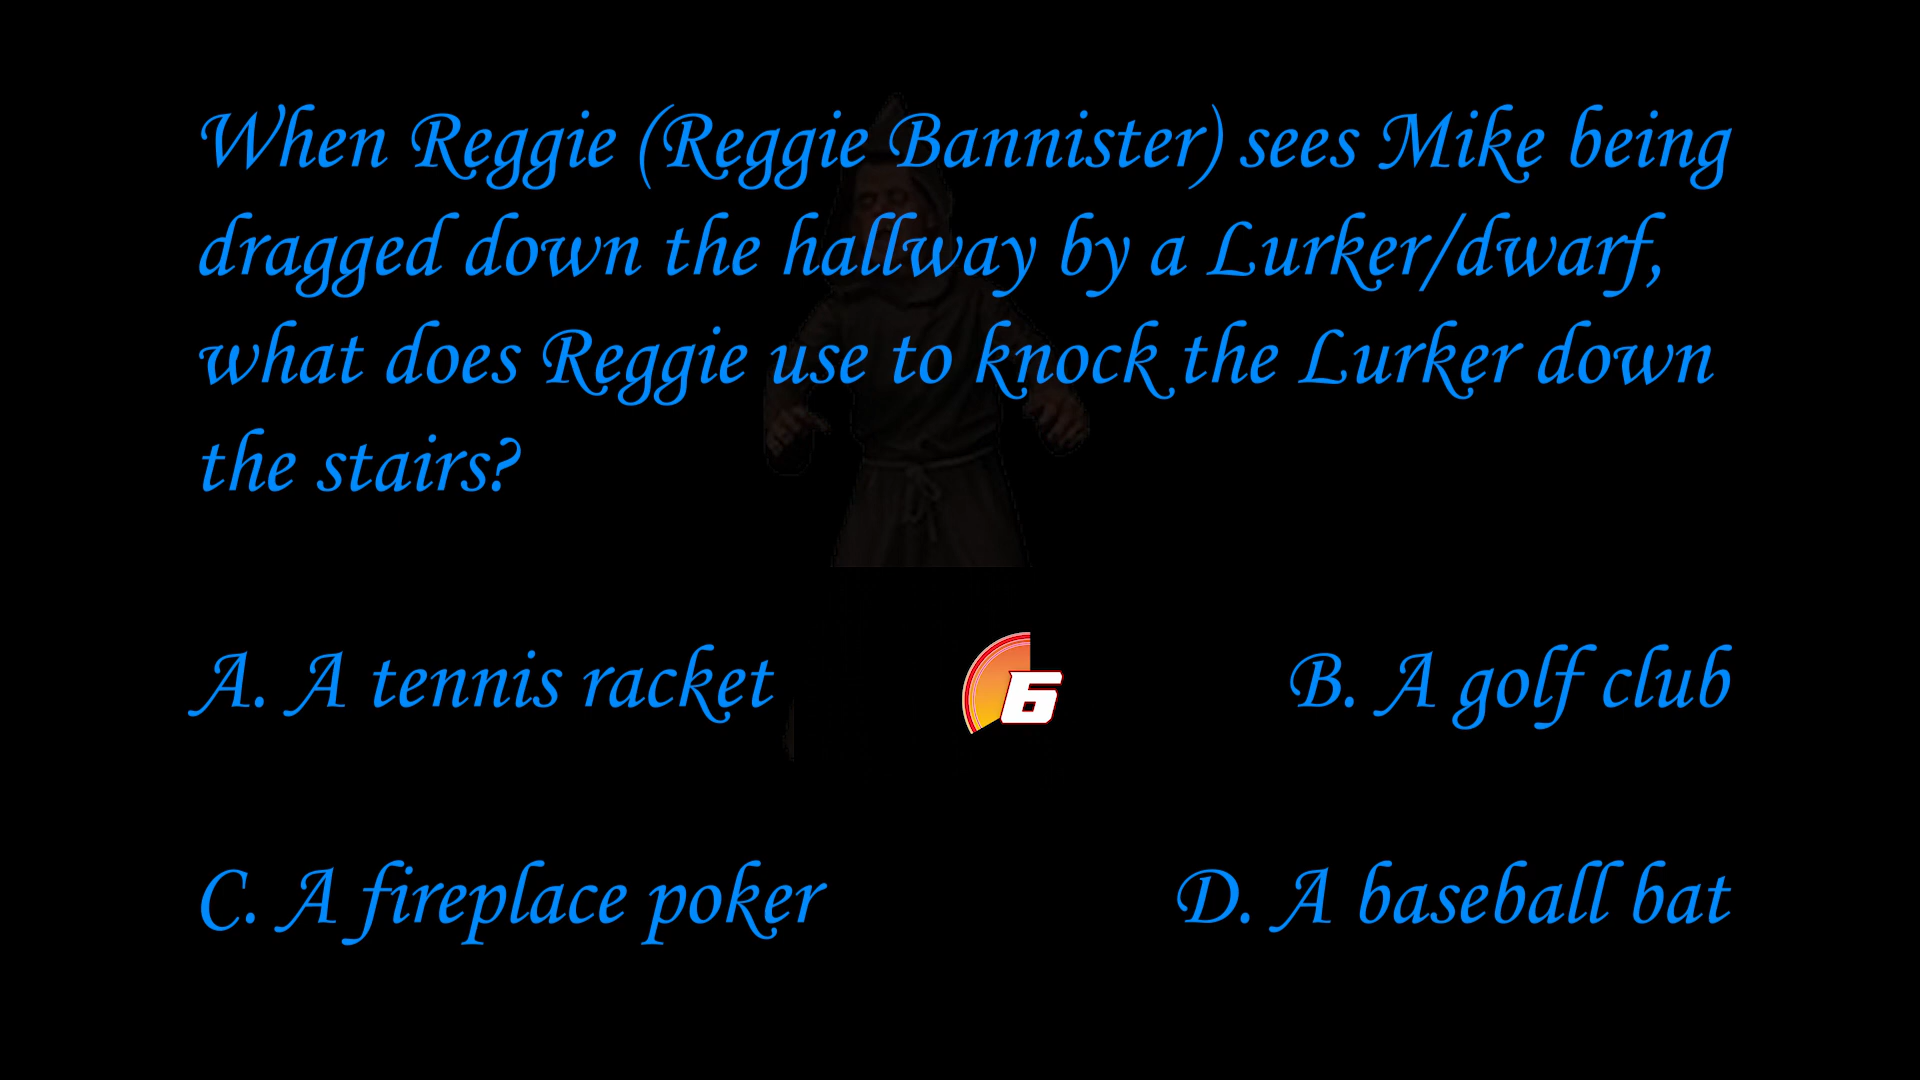 When Reggie (Reggie Bannister) sees Mike being
dragged down the hallway by a Lurker/dwarf,
what does Reggie use to knock the Lurker down
the stairs?
A. A tennis racket
6
B. A golf club
C. A fireplace poker
D. A baseball bat